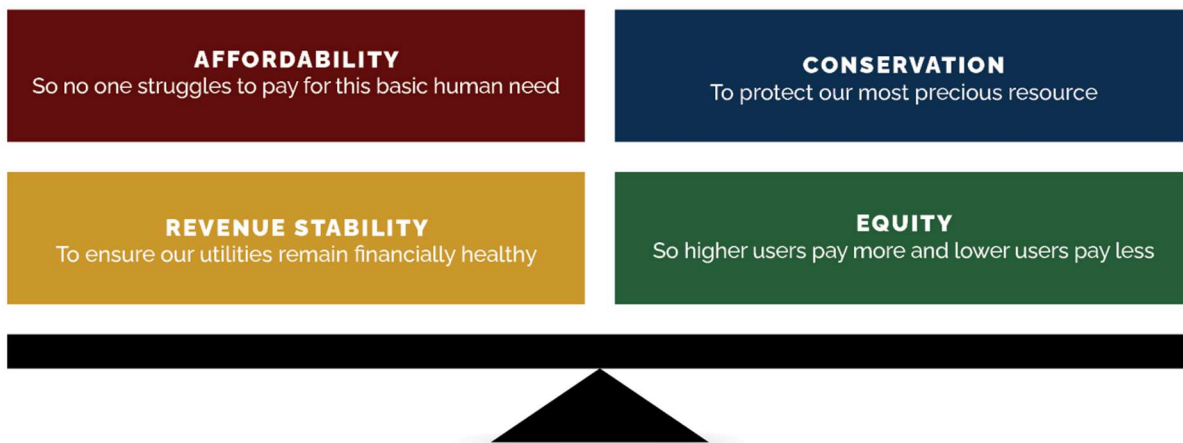 AFFORDABILITY
So no one struggles to pay for this basic human need
CONSERVATION
To protect our most precious resource
REVENUE STABILITY
To ensure our utilities remain financially healthy
EQUITY
So higher users pay more and lower users pay less